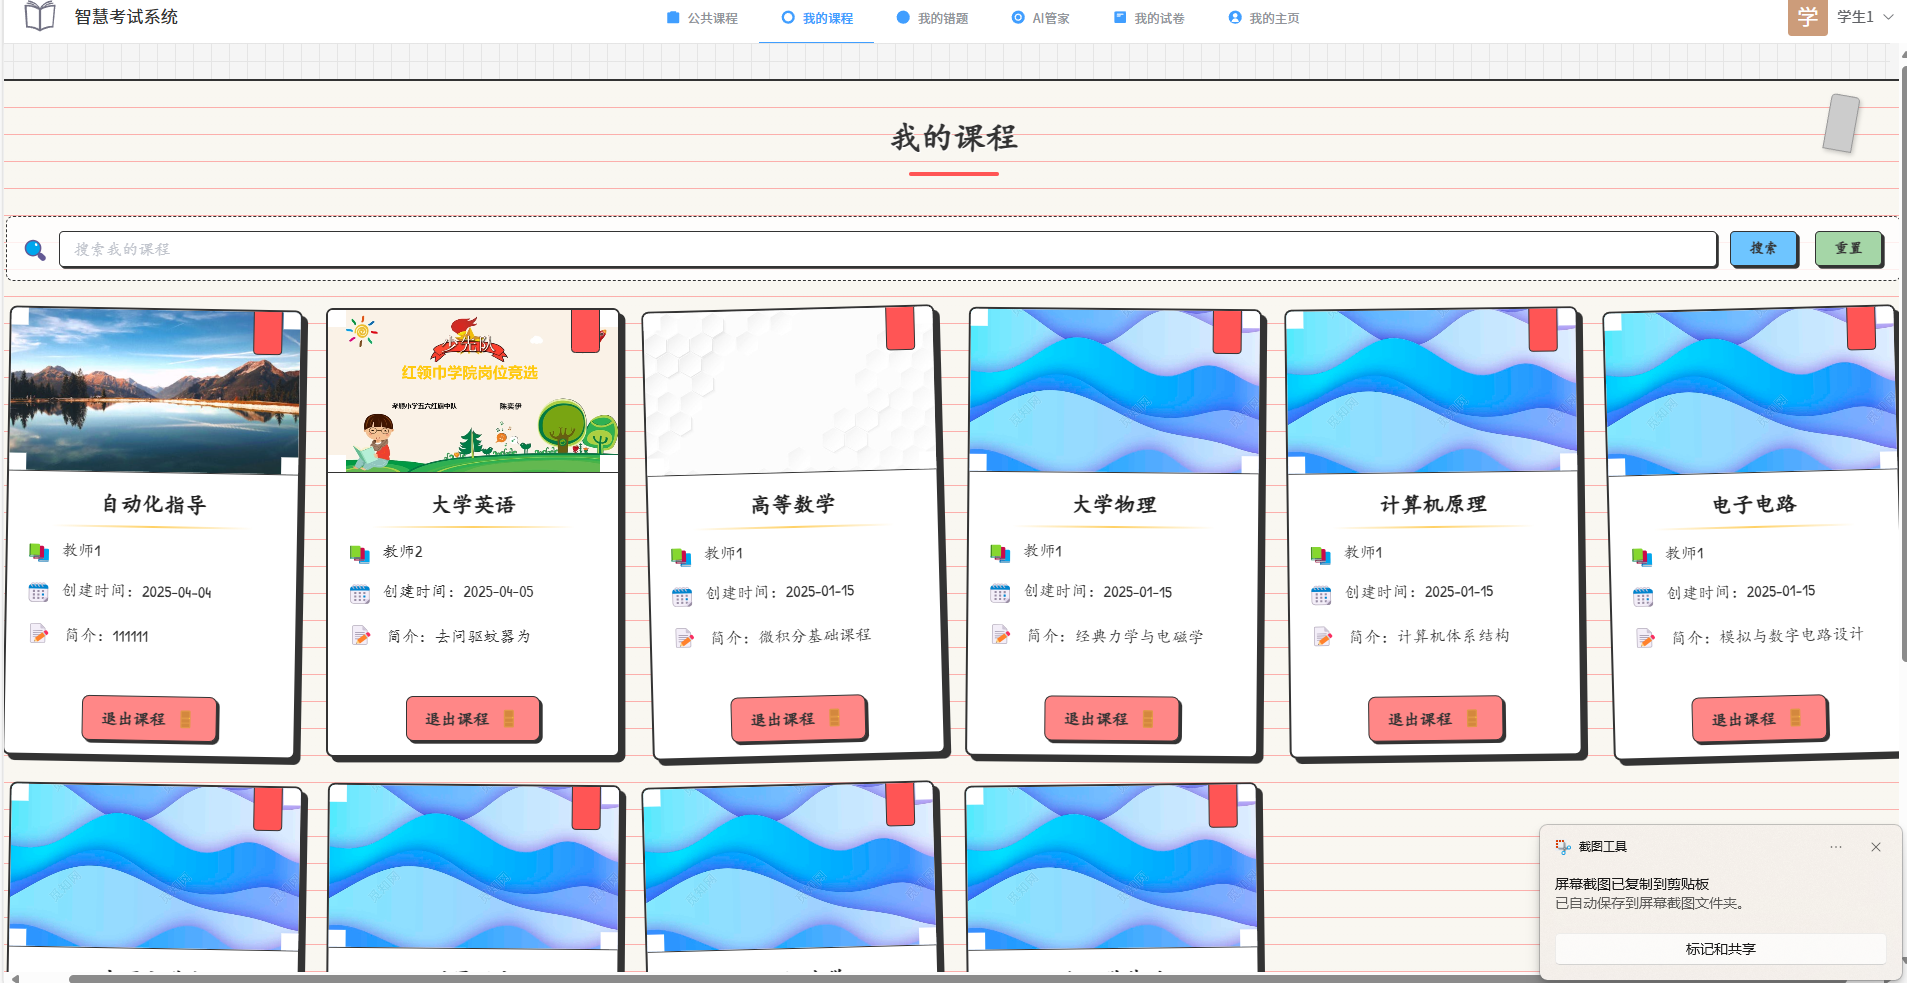 智慧考试系统
公共课程
我的课程
我的错题
AI管家
我的试卷
我的主页
学
学生1
我的课程
搜索我的课程
搜索
重置
少先队
红领巾学院岗位竞选
陈奕伊
自动化指导
教师1
创建时间：2025-04-04
简介：111111
退出课程
大学英语
教师2
创建时间：2025-04-05
简介：去问驱蚊器为
退出课程
高等数学
教师1
创建时间：2025-01-15
简介：微积分基础课程
退出课程
大学物理
教师1
创建时间：2025-01-15
简介：经典力学与电磁学
退出课程
计算机原理
教师1
创建时间：2025-01-15
简介：计算机体系结构
退出课程
电子电路
教师1
创建时间：2025-01-15
简介：模拟与数字电路设计
退出课程
截图工具
屏幕截图已复制到剪贴板
已自动保存到屏幕截图文件夹。
标记和共享